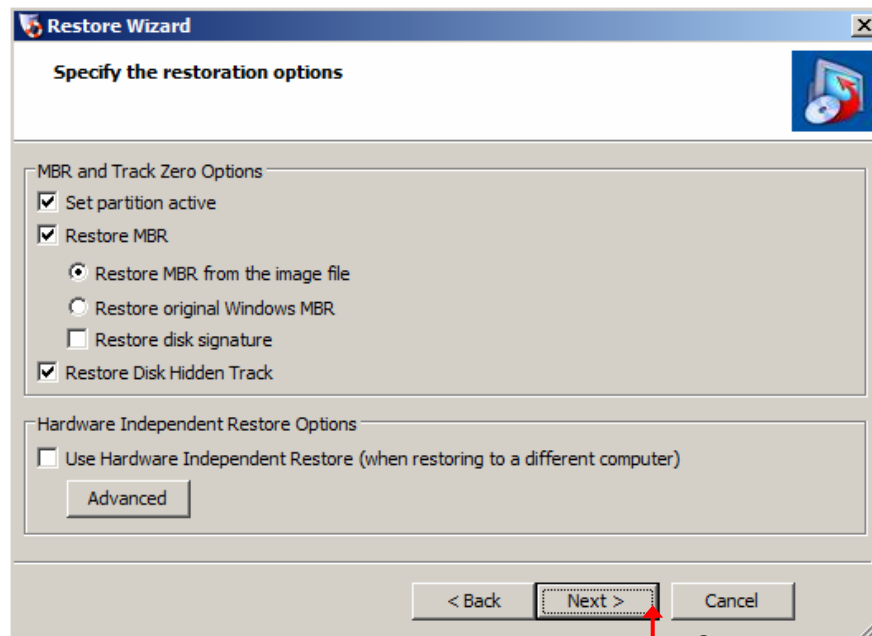 Restore Wizard
Specify the restoration options
MBR and Track Zero Options
Set partition active
Restore MBR
Restore MBR from the image file
Restore original Windows MBR
Restore disk signature
Restore Disk Hidden Track
Hardware Independent Restore Options
Use Hardware Independent Restore (when restoring to a different computer)
Advanced
< Back Next > Cancel